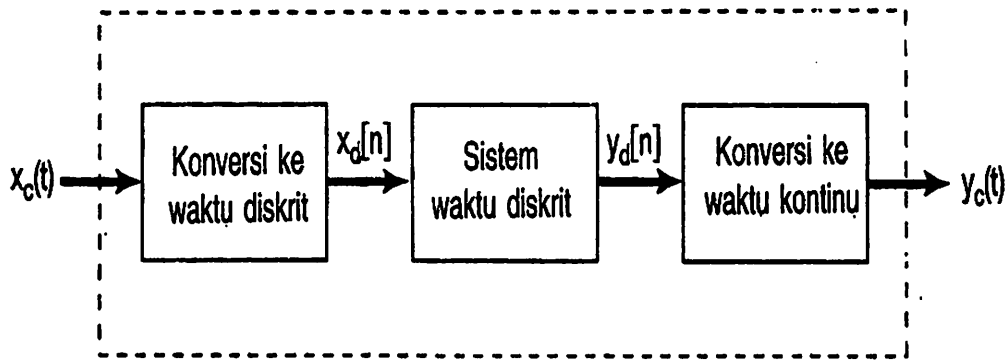 x_c(t)
Konversi ke
waktu diskrit
x_d[n]
Sistem
waktu diskrit
y_d[n]
Konversi ke
waktu kontinu
y_c(t)